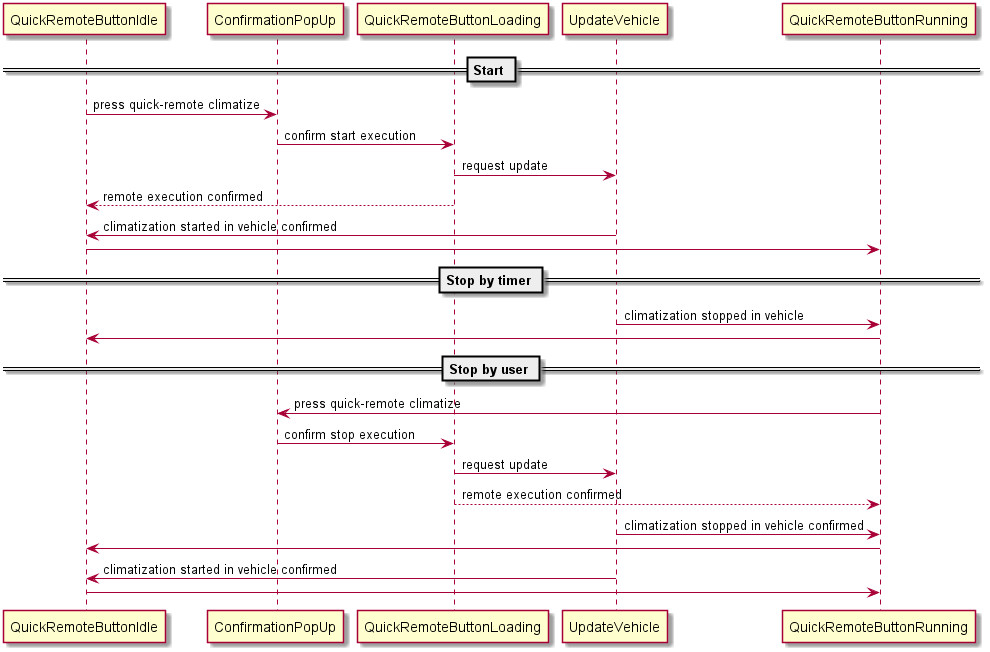 QuickRemoteButtonIdle ConfirmationPopUp QuickRemoteButtonLoading UpdateVehicle QuickRemoteButtonRunning
Start
press quick-remote climatize
confirm start execution
request update
remote execution confirmed
climatization started in vehicle confirmed
Stop by timer
climatization stopped in vehicle
Stop by user
press quick-remote climatize
confirm stop execution
request update
remote execution confirmed
climatization stopped in vehicle confirmed
climatization started in vehicle confirmed
QuickRemoteButtonIdle ConfirmationPopUp QuickRemoteButtonLoading UpdateVehicle QuickRemoteButtonRunning